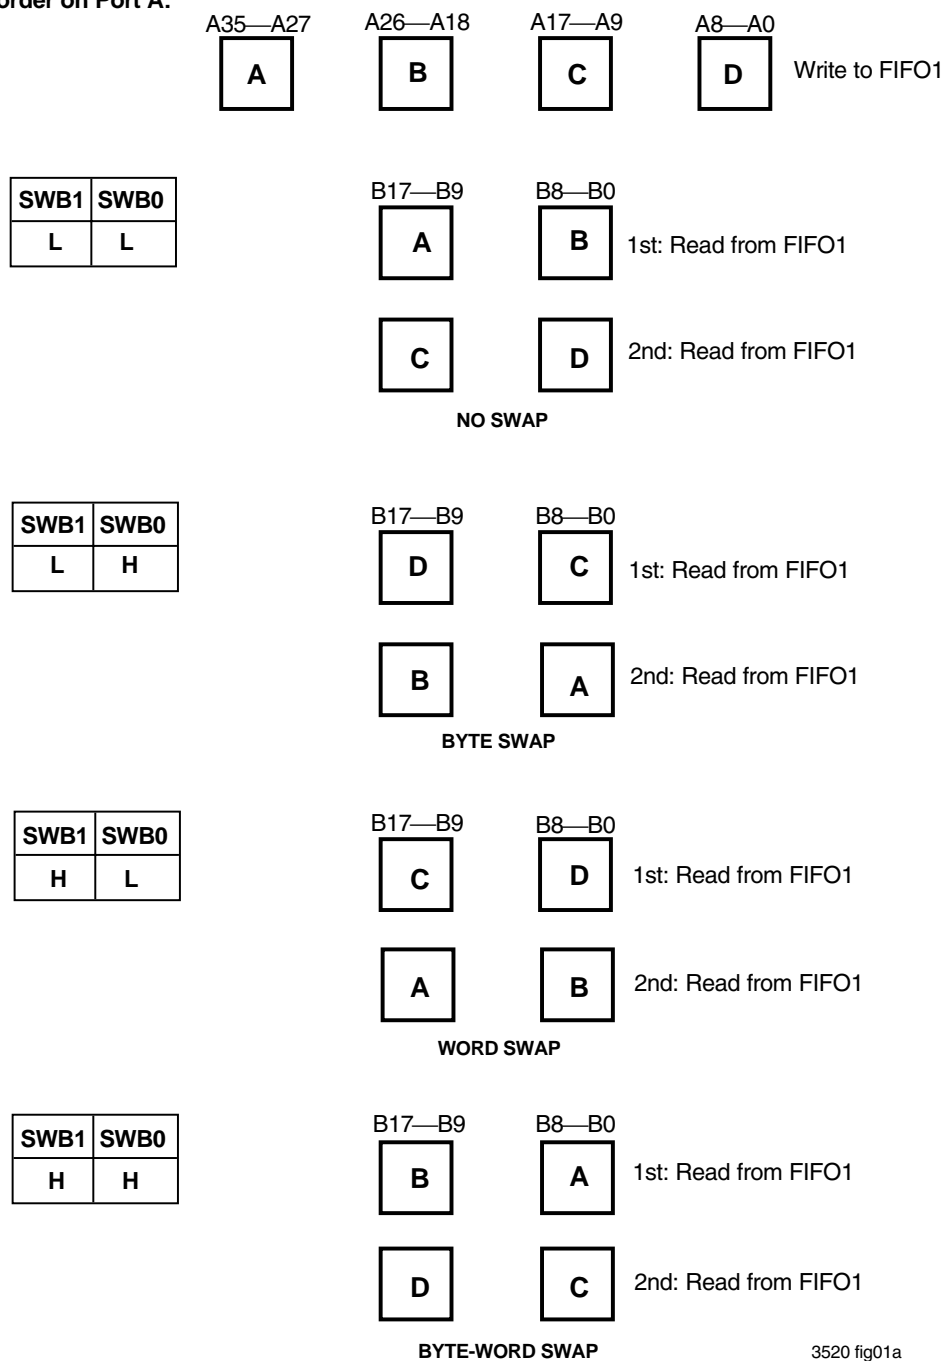 order on Port A:
A35—A27 A26—A18 A17—A9 A8—A0
A B C D Write to FIFO1
SWB1 SWB0
L L
B17—B9 B8—B0
A B 1st: Read from FIFO1
C D 2nd: Read from FIFO1
NO SWAP
SWB1 SWB0
L H
B17—B9 B8—B0
D C 1st: Read from FIFO1
B A 2nd: Read from FIFO1
BYTE SWAP
SWB1 SWB0
H L
B17—B9 B8—B0
C D 1st: Read from FIFO1
A B 2nd: Read from FIFO1
WORD SWAP
SWB1 SWB0
H H
B17—B9 B8—B0
B A 1st: Read from FIFO1
D C 2nd: Read from FIFO1
BYTE-WORD SWAP
3520 fig01a